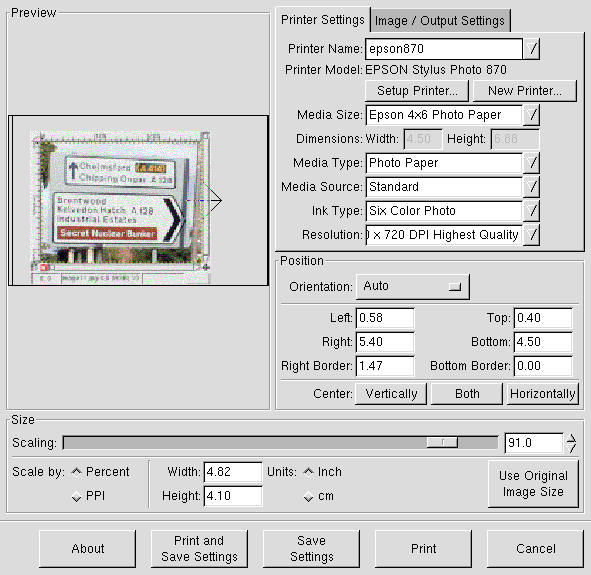 Preview
Printer Settings
Image / Output Settings
Printer Name: epson870
Printer Model: EPSON Stylus Photo 870
Setup Printer... New Printer...
Media Size: Epson 4x6 Photo Paper
Dimensions: Width: 4.50 Height: 6.88
Media Type: Photo Paper
Media Source: Standard
Ink Type: Six Color Photo
Resolution: x 720 DPI Highest Quality
Chelmsford
Chipping Ongar A 128
Brentwood
Kelvedon Hatch A 128
Industrial Estates
Secret Nuclear Bunker
Position
Orientation: Auto
Left: 0.58 Top: 0.40
Right: 5.40 Bottom: 4.50
Right Border: 1.47 Bottom Border: 0.00
Center: Vertically Both Horizontally
Size
Scaling: 91.0
Scale by: Percent Width: 4.82 Units: Inch
PPI Height: 4.10 cm
Use Original
Image Size
About
Print and
Save Settings
Save
Settings
Print
Cancel